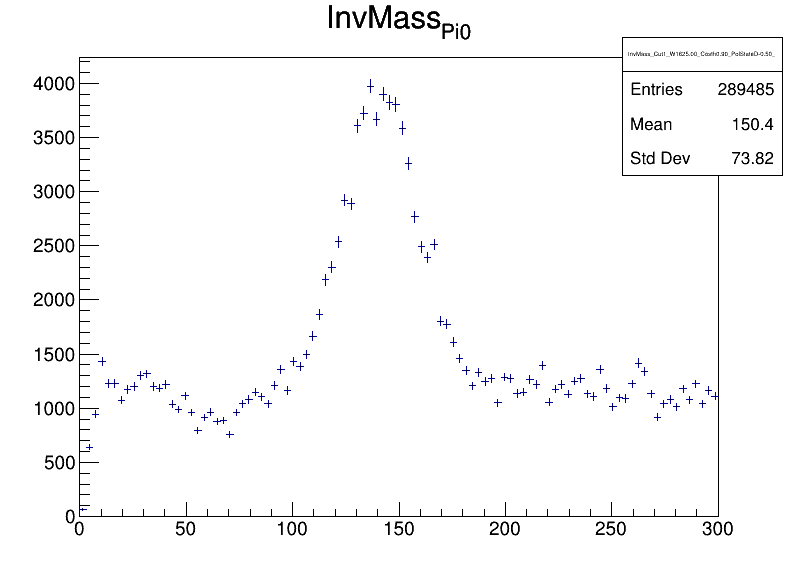 InvMass_Pi0
InvMass_Cut1_W1625.00_Costh0.90_PolStateD-0.50_
Entries 289485
Mean 150.4
Std Dev 73.82
4000
3500
3000
2500
2000
1500
1000
500
0
0 50 100 150 200 250 300